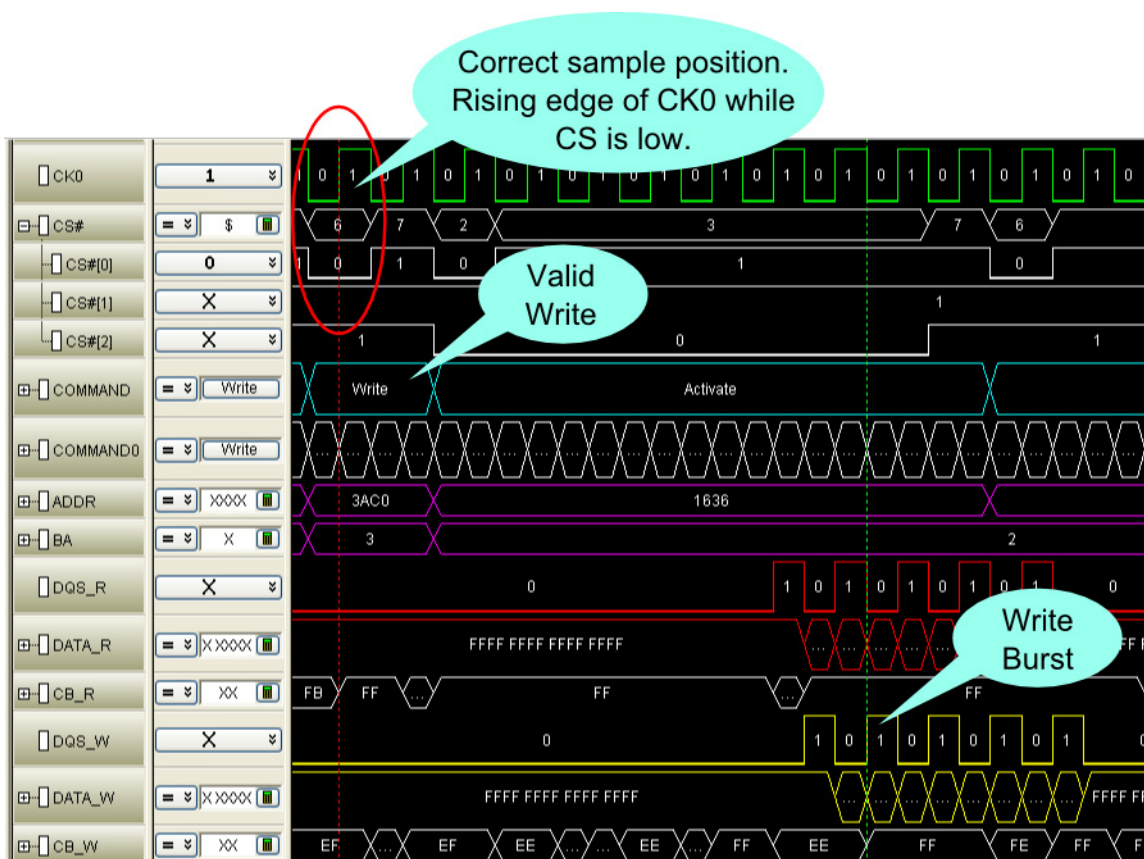 Correct sample position.
Rising edge of CK0 while
CS is low.
CK0 1 1 0 1 0 1 0 1 0 1 0 1 0 1 0 1 0 1 0 1 0 1 0 1 0 1 0
CS# = $ 6 7 2 3 7 6
CS#[0] 0 1 0 1 0 1 0
Valid
Write
CS#[1] X 1
CS#[2] X 1 0 1
COMMAND = Write Write Activate
COMMAND0 = Write ... ... ... ... ... ... ... ... ... ... ... ... ... ... ... ... ... ... ... ... ... ... ... ... ... ...
ADDR = XXXX 3AC0 1636
BA = X 3 2
DQS_R X 0 1 0 1 0 1 0 1 0 1 0
Write
Burst
DATA_R = X XXXX FFFF FFFF FFFF FFFF ... ... ... ... ...
CB_R = XX FB FF ... FF ... FF
DQS_W X 0 1 0 1 0 1 0 1 0 1
DATA_W = X XXXX FFFF FFFF FFFF FFFF ... ... ... ... ... ... ... ... FFFF FF
CB_W = XX EF ... EF EE ... ... EE ... FF EE FF FE FF